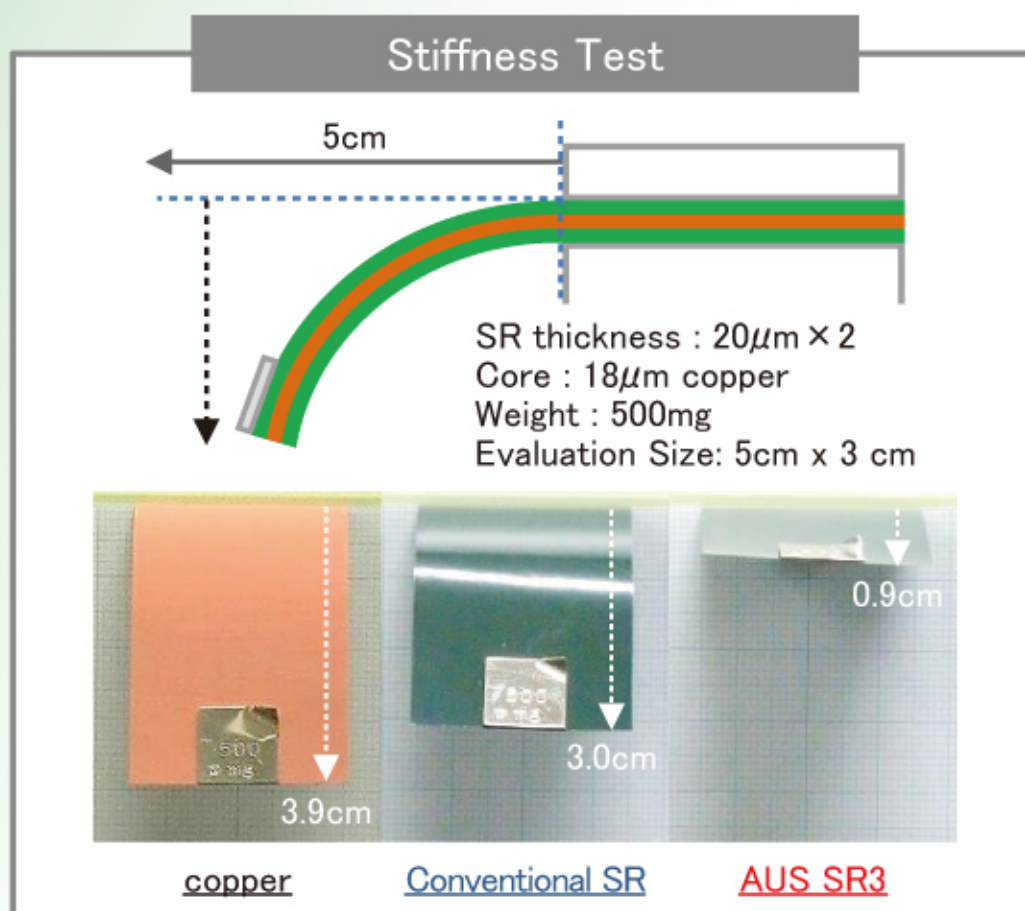 Stiffness Test
5cm
SR thickness : 20μm × 2
Core : 18μm copper
Weight : 500mg
Evaluation Size: 5cm x 3 cm
500
mg
3.9cm
500
mg
3.0cm
0.9cm
copper
Conventional SR
AUS SR3